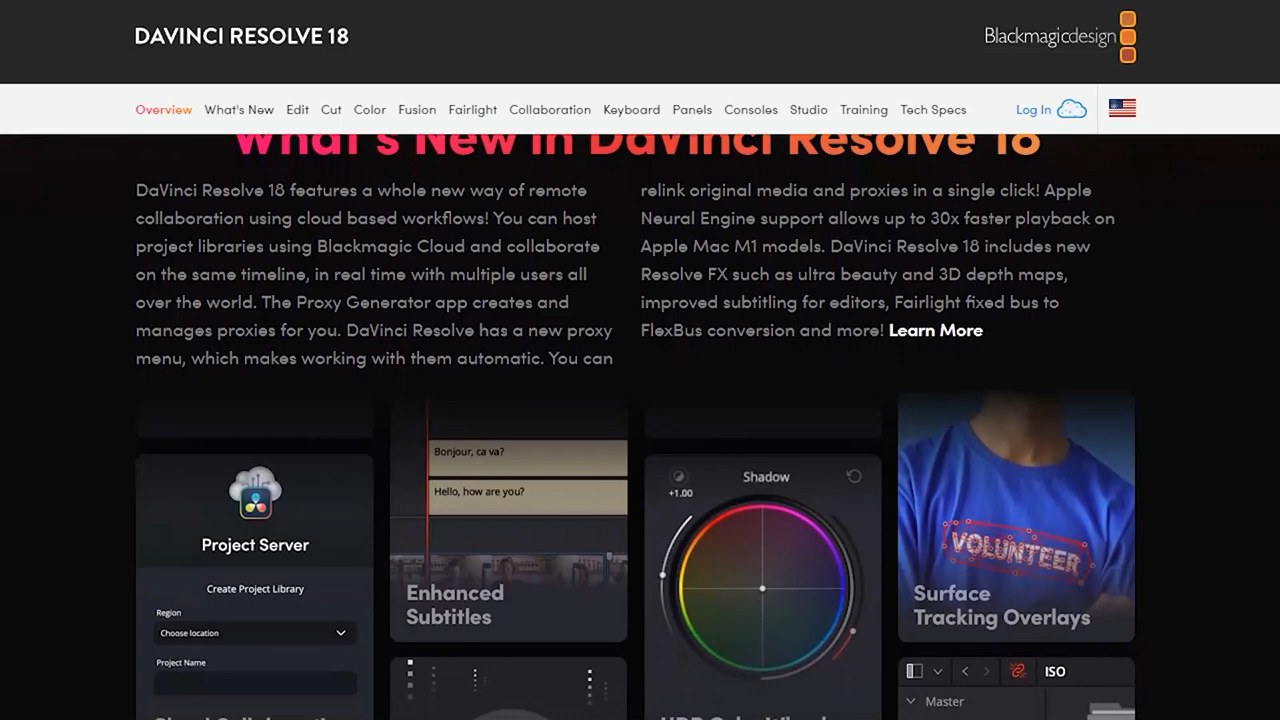 DAVINCI RESOLVE 18
Blackmagicdesign
Overview What's New Edit Cut Color Fusion Fairlight Collaboration Keyboard Panels Consoles Studio Training Tech Specs Log In
What's New in DaVinci Resolve 18
DaVinci Resolve 18 features a whole new way of remote
collaboration using cloud based workflows! You can host
project libraries using Blackmagic Cloud and collaborate
on the same timeline, in real time with multiple users all
over the world. The Proxy Generator app creates and
manages proxies for you. DaVinci Resolve has a new proxy
menu, which makes working with them automatic. You can
relink original media and proxies in a single click! Apple
Neural Engine support allows up to 30x faster playback on
Apple Mac M1 models. DaVinci Resolve 18 includes new
Resolve FX such as ultra beauty and 3D depth maps,
improved subtitling for editors, Fairlight fixed bus to
FlexBus conversion and more! Learn More
Project Server
Create Project Library
Region
Choose location
Project Name
Bonjour, ca va?
Hello, how are you?
Enhanced
Subtitles
Shadow
+1.00
VOLUNTEER
Surface
Tracking Overlays
ISO
Master